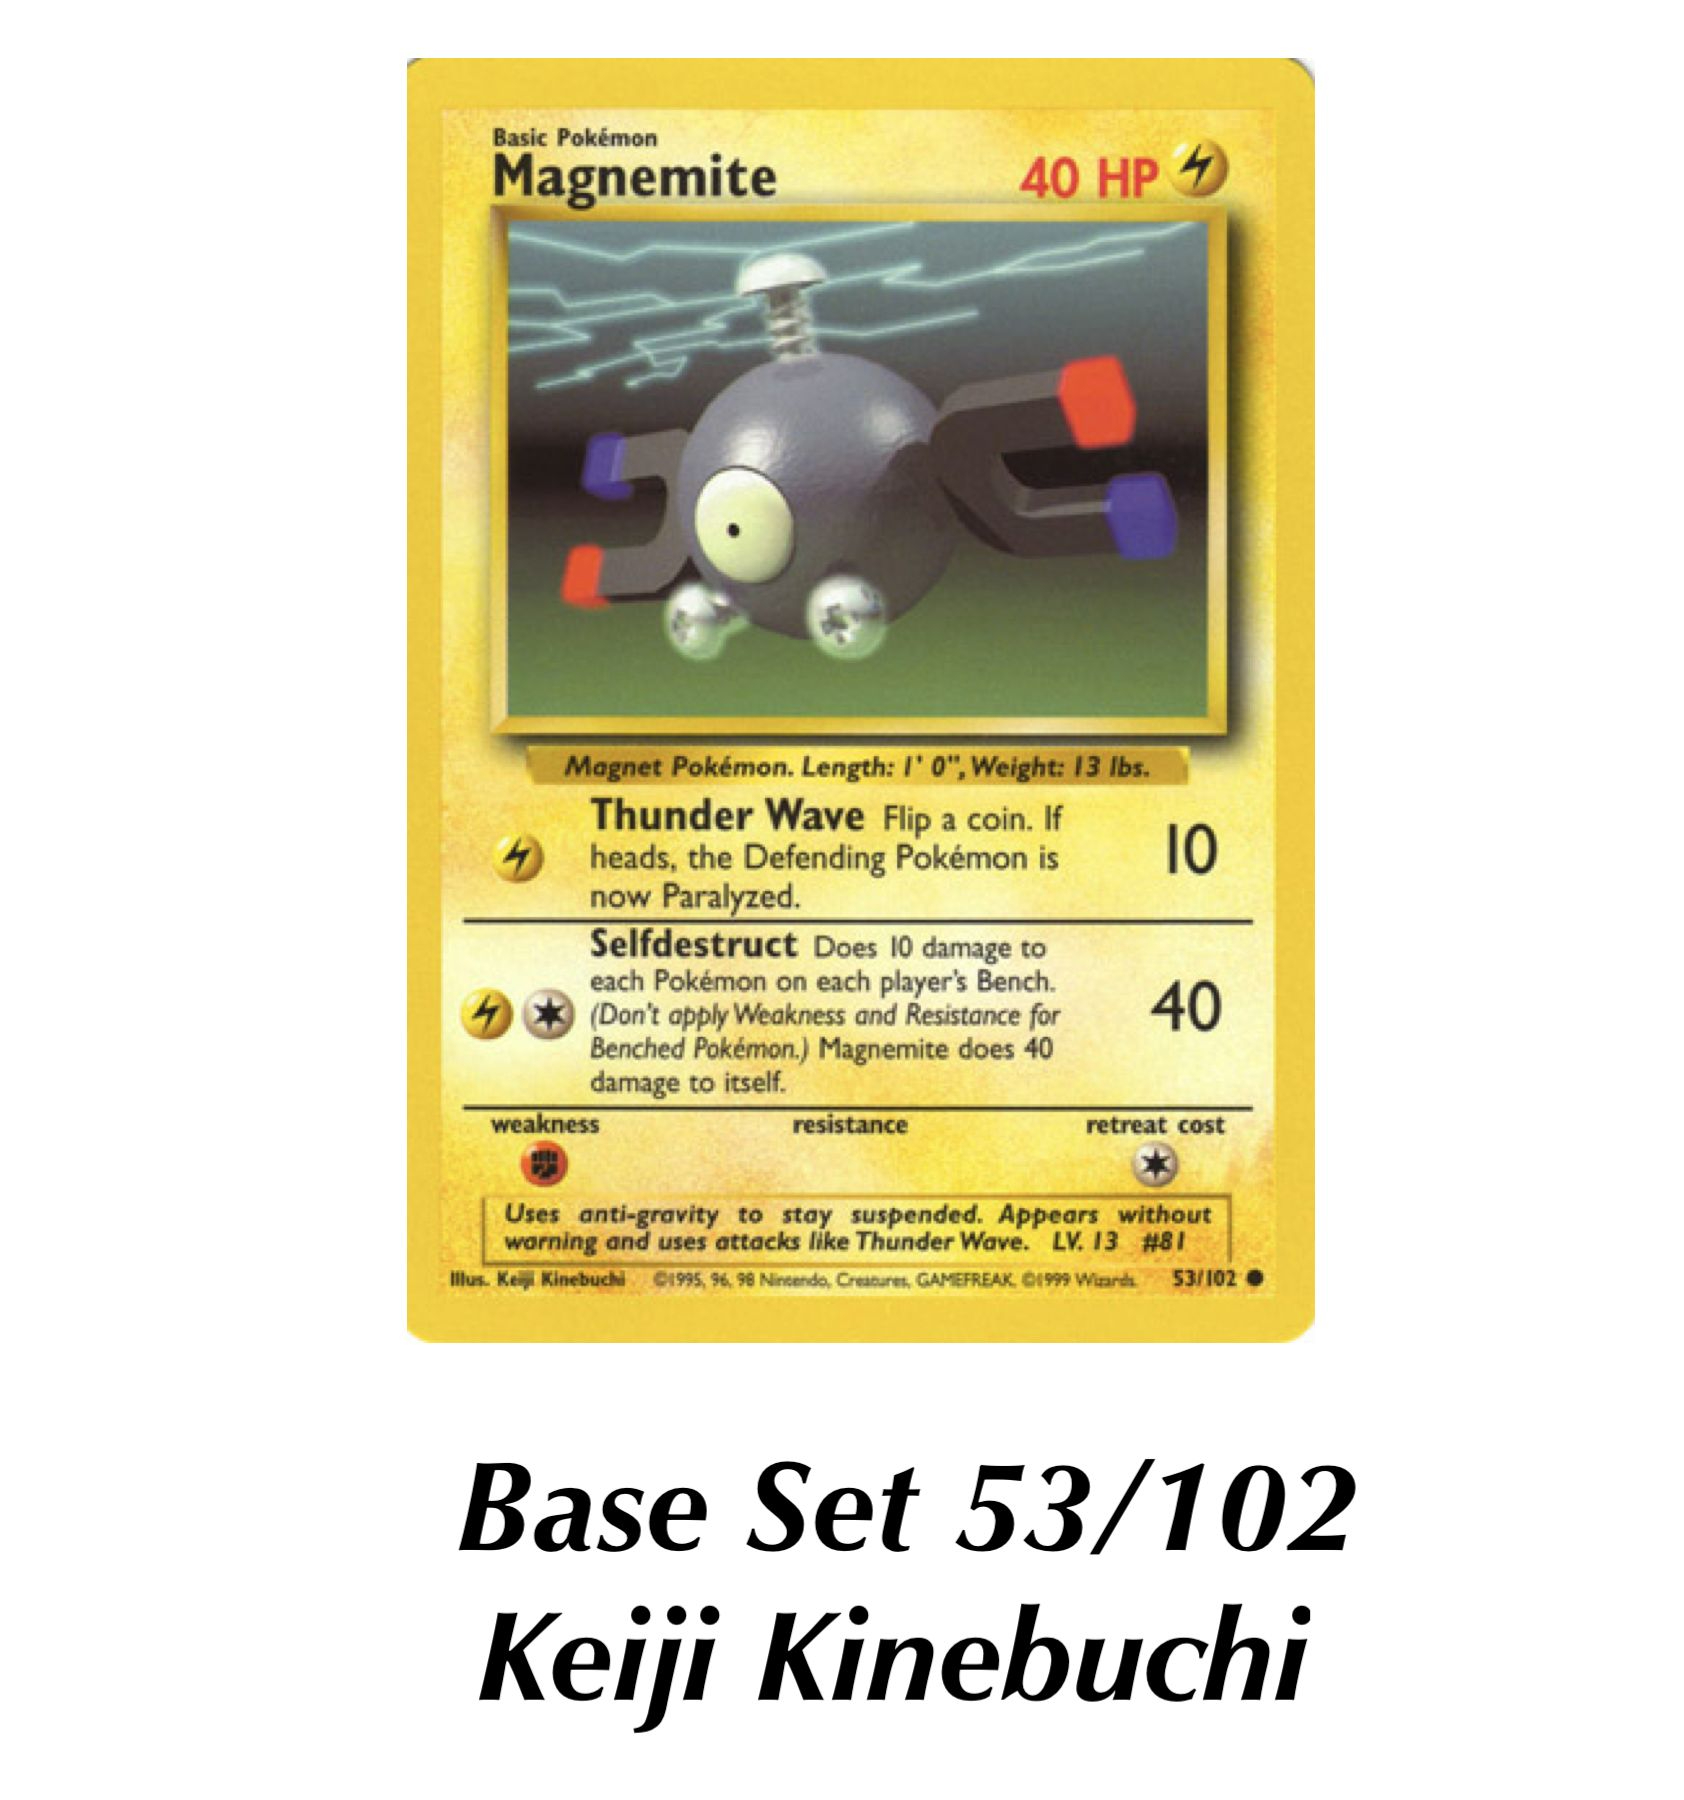 Basic Pokémon
Magnemite 40 HP
Magnet Pokémon. Length: 1' 0", Weight: 13 lbs.
Thunder Wave Flip a coin. If
heads, the Defending Pokémon is
now Paralyzed.
10
Selfdestruct Does 10 damage to
each Pokémon on each player's Bench.
(Don't apply Weakness and Resistance for
Benched Pokémon.) Magnemite does 40
damage to itself.
40
weakness resistance retreat cost
Uses anti-gravity to stay suspended. Appears without
warning and uses attacks like Thunder Wave. LV. 13 #81
Illus. Keiji Kinebuchi ©1995, 96, 98 Nintendo, Creatures, GAMEFREAK. ©1999 Wizards. 53/102
Base Set 53/102
Keiji Kinebuchi